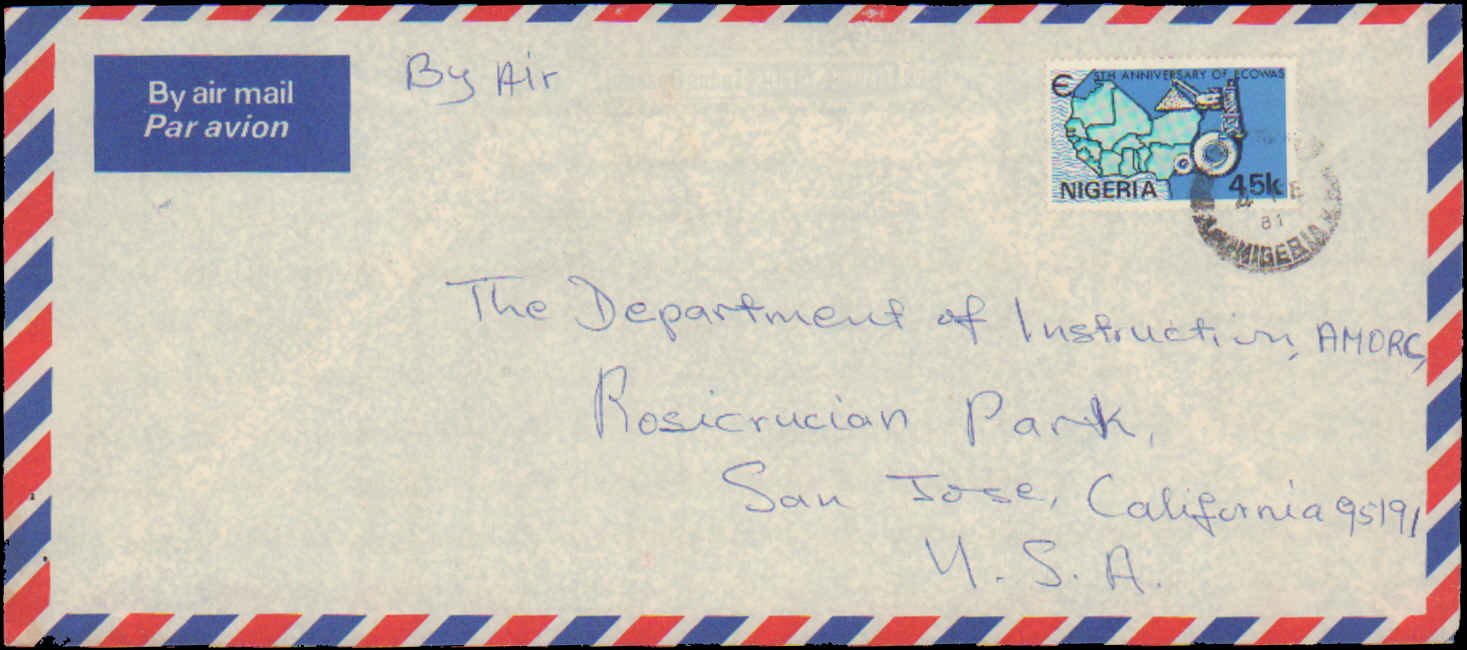 By air mail
Par avion
By Air
5TH ANNIVERSARY OF ECOWAS
NIGERIA
45k
81
NIGERIA
The Department of Instruction, AMORC,
Rosicrucian Park,
San Jose, California 95191
U.S.A.